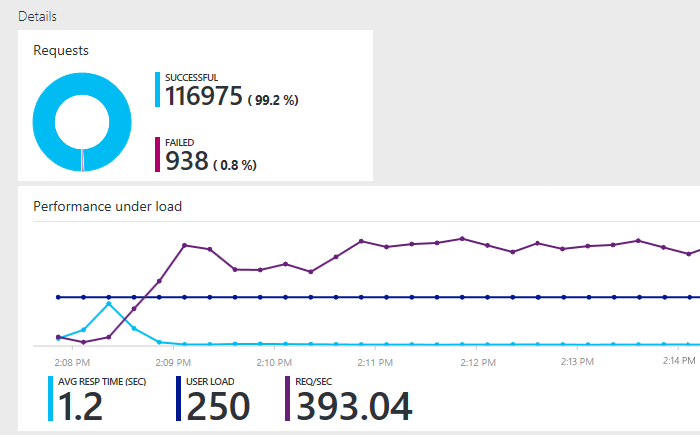 Details
Requests
SUCCESSFUL
116975 ( 99.2 %)
FAILED
938 ( 0.8 %)
Performance under load
2:08 PM 2:09 PM 2:10 PM 2:11 PM 2:12 PM 2:13 PM 2:14 PM
AVG RESP TIME (SEC) USER LOAD REQ/SEC
1.2 250 393.04